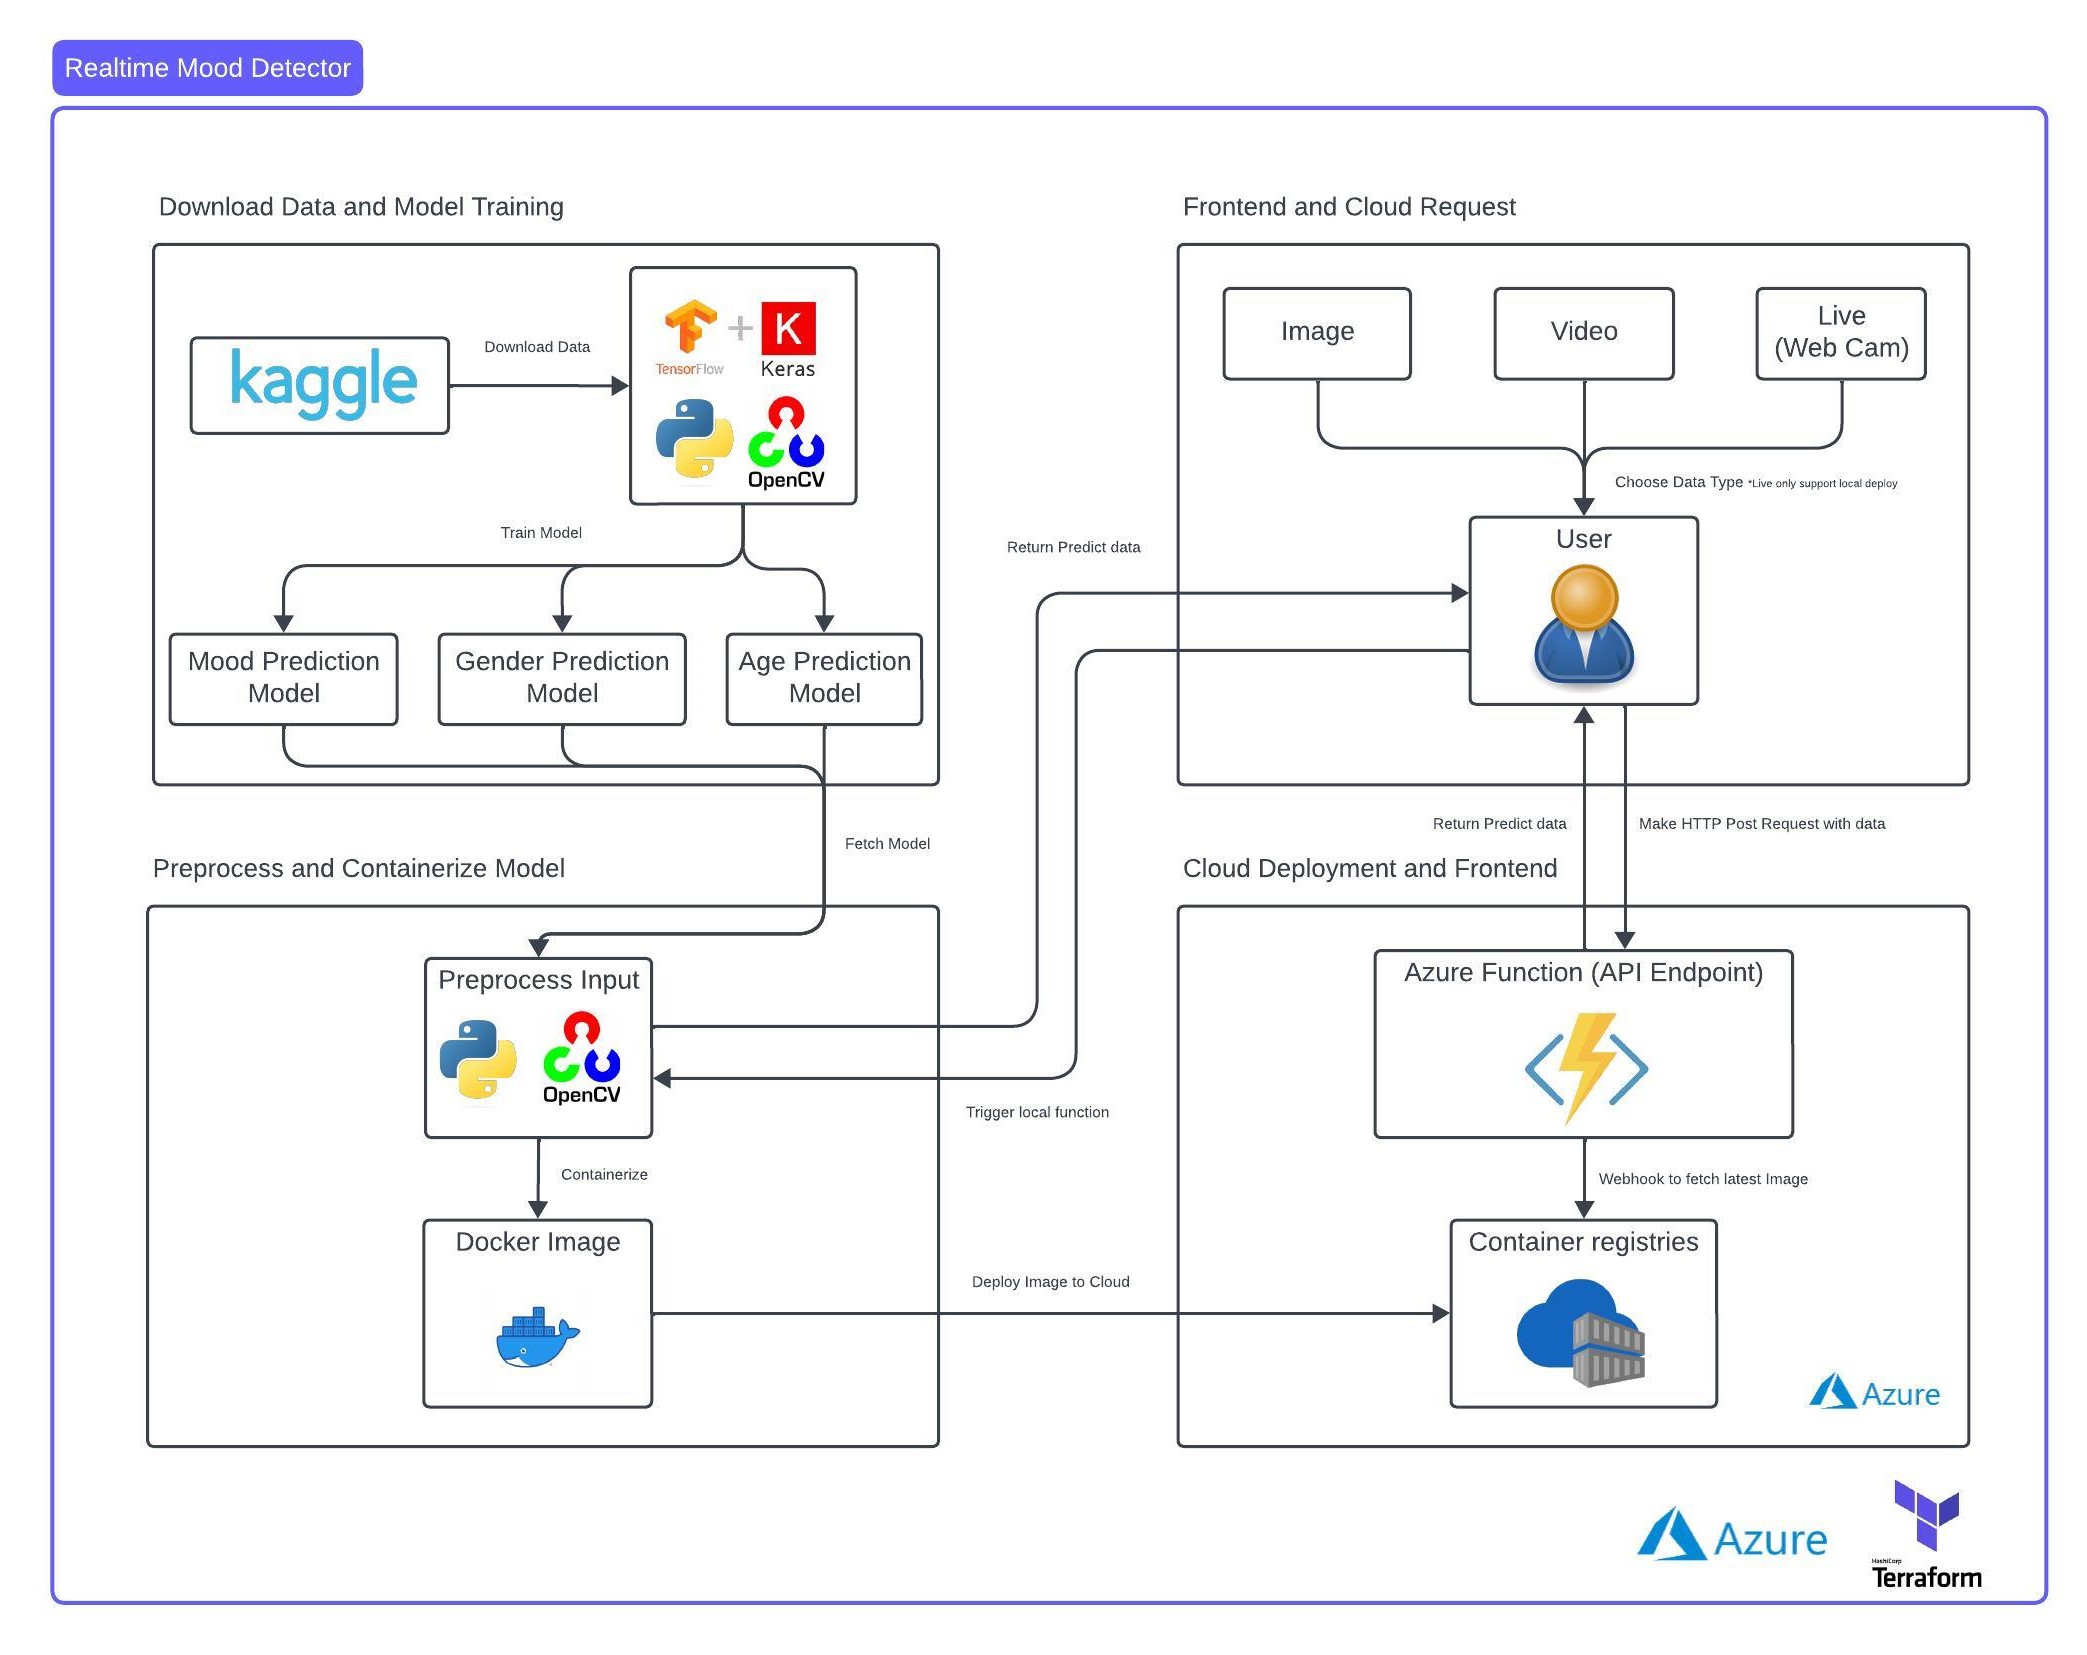 Realtime Mood Detector
Download Data and Model Training
kaggle
Download Data
TensorFlow
+
Keras
K
OpenCV
Train Model
Mood Prediction
Model
Gender Prediction
Model
Age Prediction
Model
Fetch Model
Frontend and Cloud Request
Image
Video
Live
(Web Cam)
Choose Data Type *Live only support local deploy
User
Return Predict data
Return Predict data
Make HTTP Post Request with data
Preprocess and Containerize Model
Preprocess Input
OpenCV
Trigger local function
Containerize
Docker Image
Deploy Image to Cloud
Cloud Deployment and Frontend
Azure Function (API Endpoint)
Webhook to fetch latest Image
Container registries
Azure
Azure
HashiCorp
Terraform